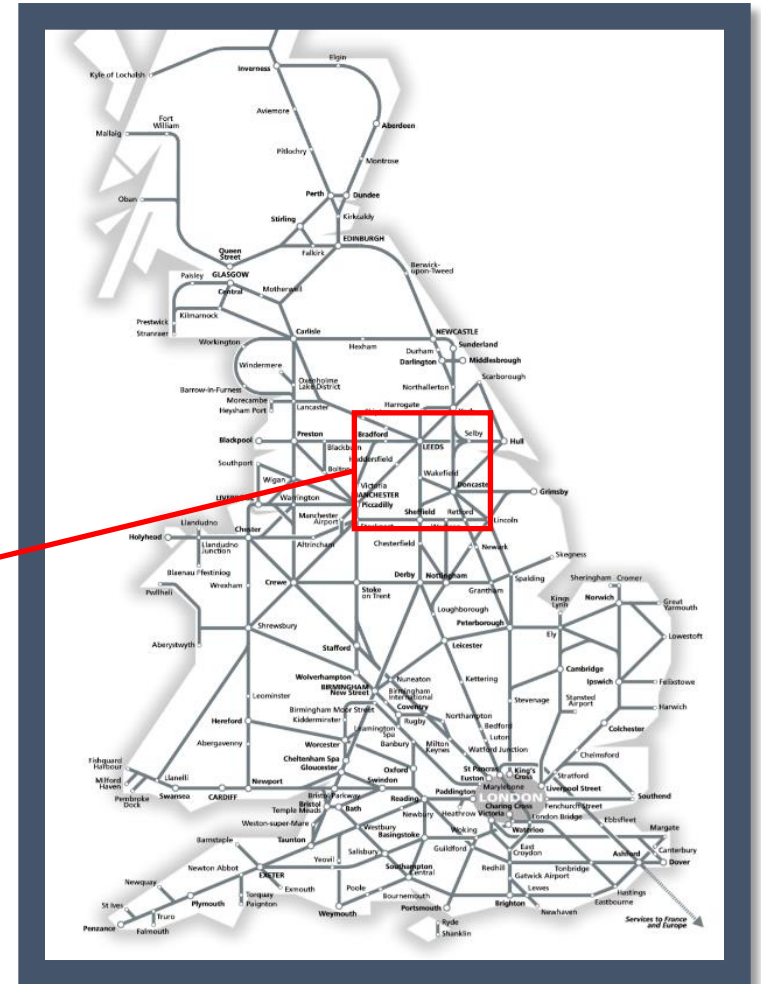 Elgin
Inverness
Kyle of Lochalsh
Aviemore
Fort
William
Aberdeen
Mallaig
Pitlochry
Montrose
Perth
Dundee
Oban
Kirkcaldy
Stirling
EDINBURGH
Queen
Street
Falkirk
Berwick-
upon-Tweed
Paisley
GLASGOW
Central
Motherwell
Prestwick
Kilmarnock
Stranraer
Carlisle
NEWCASTLE
Workington
Hexham
Sunderland
Durham
Darlington
Middlesbrough
Windermere
Scarborough
Oxenholme
Lake District
Northallerton
Barrow-in-Furness
Morecambe
Heysham Port
Lancaster
Harrogate
Preston
Bradford
Selby
Blackpool
LEEDS
Hull
Southport
Bolton
Wakefield
Wigan
Victoria
Doncaster
Grimsby
Warrington
Piccadilly
Manchester
Airport
Sheffield
Retford
Lincoln
Llandudno
Holyhead
Chester
Llandudno
Junction
Altrincham
Chesterfield
Newark
Skegness
Blaenau Ffestiniog
Pwllheli
Wrexham
Crewe
Stoke
on Trent
Derby
Nottingham
Spalding
Sheringham
Cromer
Grantham
Kings
Lynn
Norwich
Great
Yarmouth
Loughborough
Shrewsbury
Peterborough
Aberystwyth
Stafford
Leicester
Ely
Lowestoft
Wolverhampton
Cambridge
BIRMINGHAM
New Street
Nuneaton
Kettering
Ipswich
Felixstowe
Birmingham
International
Leominster
Birmingham Moor Street
Coventry
Stevenage
Stansted
Airport
Harwich
Hereford
Kidderminster
Rugby
Northampton
Leamington
Spa
Bedford
Colchester
Abergavenny
Worcester
Banbury
Milton
Keynes
Luton
Watford Junction
Chelmsford
Fishguard
Harbour
Cheltenham Spa
Gloucester
Oxford
St Pancras
King's
Cross
Euston
Stratford
Milford
Haven
Llanelli
Newport
Swindon
Marylebone
Liverpool Street
Pembroke
Dock
Swansea
CARDIFF
Bristol Parkway
Reading
Paddington
LONDON
Southend
Bristol
Temple Meads
Bath
Charing Cross
Fenchurch Street
Newbury
Heathrow
Victoria
London Bridge
Ebbsfleet
Weston-super-Mare
Westbury
Basingstoke
Woking
Waterloo
Margate
Barnstaple
Taunton
Salisbury
Guildford
East
Croydon
Canterbury
Yeovil
Ashford
Dover
Newton Abbot
Southampton
Central
Redhill
Tonbridge
EXETER
Gatwick Airport
Newquay
Exmouth
Poole
Lewes
Hastings
Torquay
Paignton
Bournemouth
Eastbourne
St Ives
Plymouth
Portsmouth
Brighton
Newhaven
Truro
Weymouth
Ryde
Penzance
Falmouth
Shanklin
Services to France
and Europe